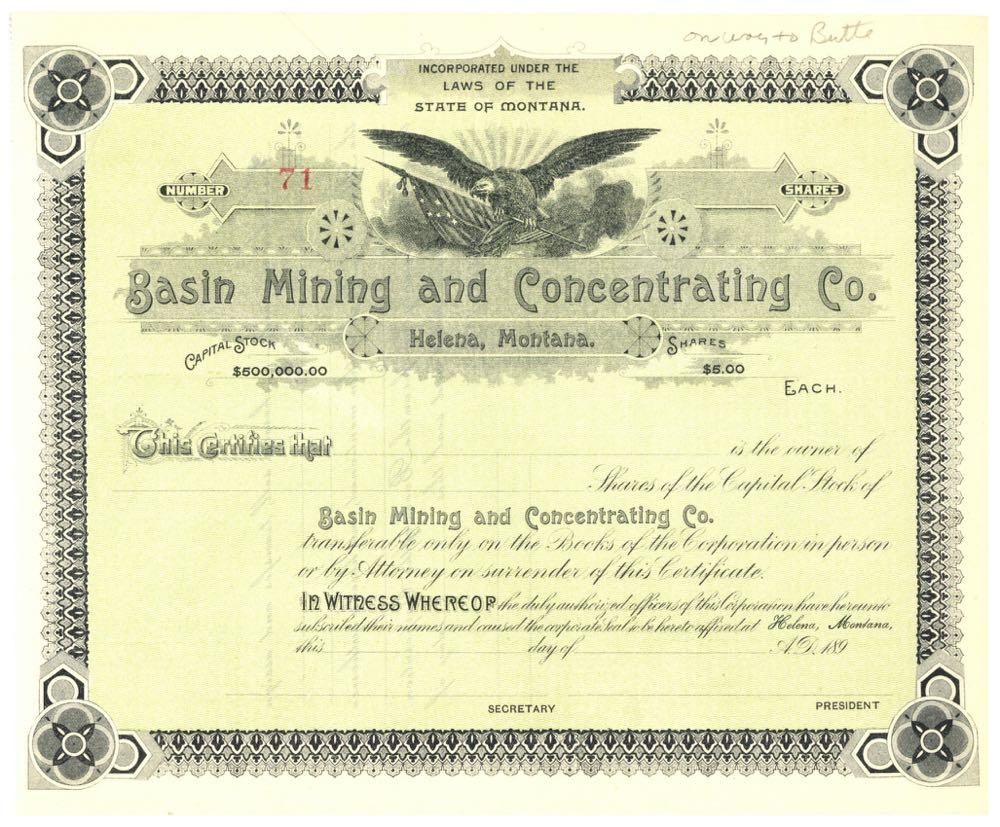 on way to Butte
INCORPORATED UNDER THE
LAWS OF THE
STATE OF MONTANA.
NUMBER 71 SHARES
Basin Mining and Concentrating Co.
Helena, Montana.
CAPITAL STOCK
$500,000.00
SHARES
$5.00
EACH.
This Certifies that is the owner of
Shares of the Capital Stock of
Basin Mining and Concentrating Co.
transferable only on the Books of the Corporation in person
or by Attorney on surrender of this Certificate.
IN WITNESS WHEREOF the duly authorized officers of this Corporation have hereunto
subscribed their names and caused the corporate Seal to be hereto affixed at Helena, Montana,
this day of A.D. 189
SECRETARY PRESIDENT